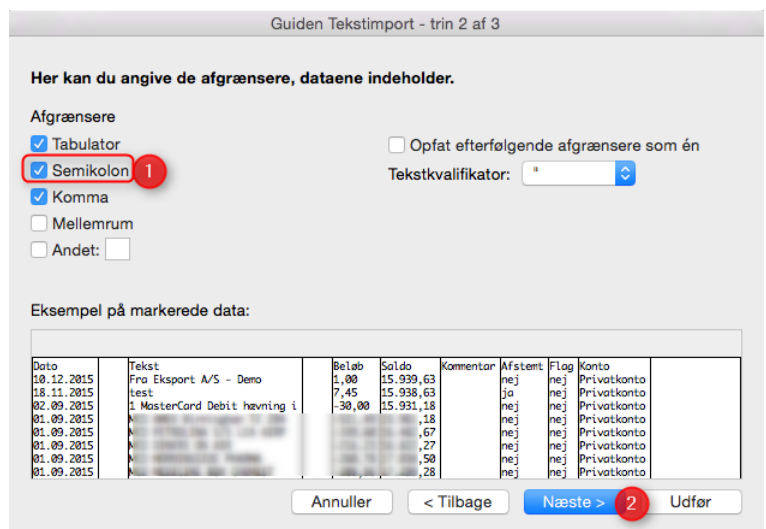 Guiden Tekstimport - trin 2 af 3
Her kan du angive de afgrænsere, dataene indeholder.
Afgrænsere
Tabulator
Opfat efterfølgende afgrænsere som én
Semikolon 1
Tekstkvalifikator: "
Komma
Mellemrum
Andet:
Eksempel på markerede data:
Dato Tekst Beløb Saldo Kommentar Afstemt Flag Konto
10.12.2015 Fra Eksport A/S - Demo 1,00 15.939,63 nej nej Privatkonto
18.11.2015 test 7,45 15.938,63 ja nej Privatkonto
02.09.2015 1 MasterCard Debit hævning i -30,00 15.931,18 nej nej Privatkonto
01.09.2015 ,18 nej nej Privatkonto
01.09.2015 ,67 nej nej Privatkonto
01.09.2015 ,27 nej nej Privatkonto
01.09.2015 ,50 nej nej Privatkonto
01.09.2015 ,28 nej nej Privatkonto
Annuller < Tilbage Næste > 2 Udfør